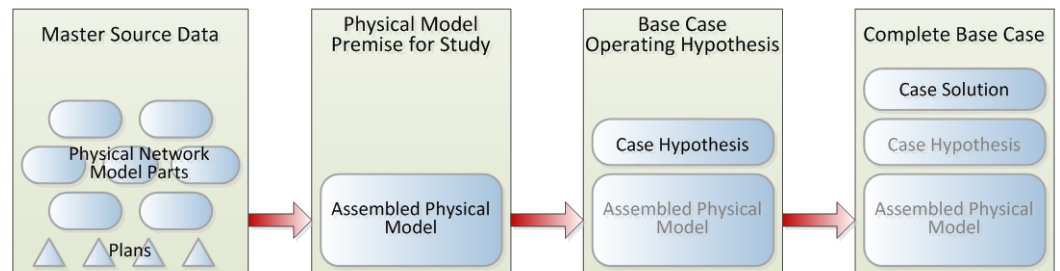 Master Source Data
Physical Network
Model Parts
Plans
Physical Model
Premise for Study
Assembled Physical
Model
Base Case
Operating Hypothesis
Case Hypothesis
Assembled Physical
Model
Complete Base Case
Case Solution
Case Hypothesis
Assembled Physical
Model